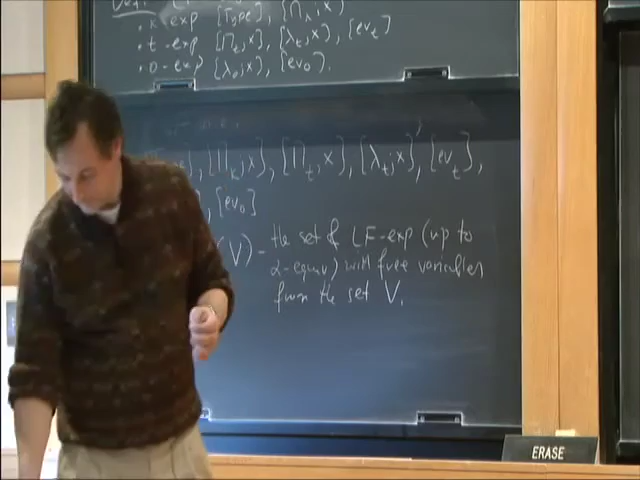 · k-exp [Type], [Π_k;x]
· t-exp [Π_t;x], [λ_t;x], [ev_t]
· o-exp [λ_o;x], [ev_o].
, [Π_k;x], [Π_t;x], [λ_t;x], [ev_t],
, [ev_o]
(V) - the set of LF-exp (up to
α-equiv) with free variables
from the set V.
ERASE